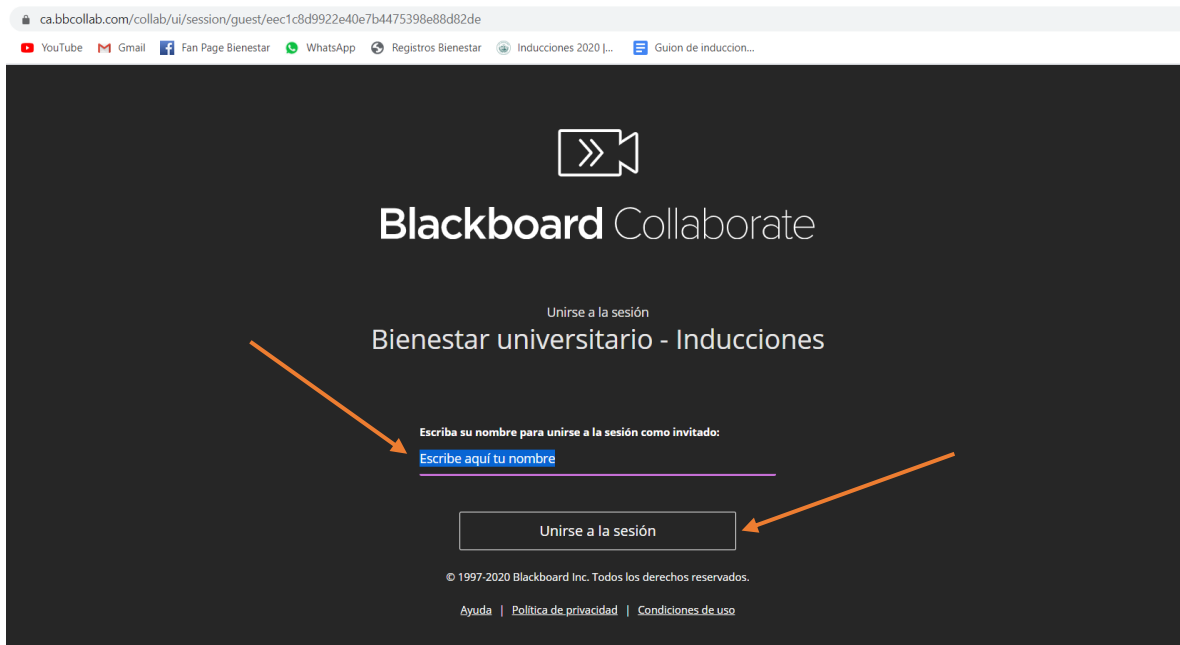 ca.bbcollab.com/collab/ui/session/guest/eec1c8d9922e40e7b4475398e88d82de
YouTube Gmail Fan Page Bienestar WhatsApp Registros Bienestar Inducciones 2020 |... Guion de induccion...
Blackboard Collaborate
Unirse a la sesión
Bienestar universitario - Inducciones
Escriba su nombre para unirse a la sesión como invitado:
Escribe aquí tu nombre
Unirse a la sesión
© 1997-2020 Blackboard Inc. Todos los derechos reservados.
Ayuda | Política de privacidad | Condiciones de uso